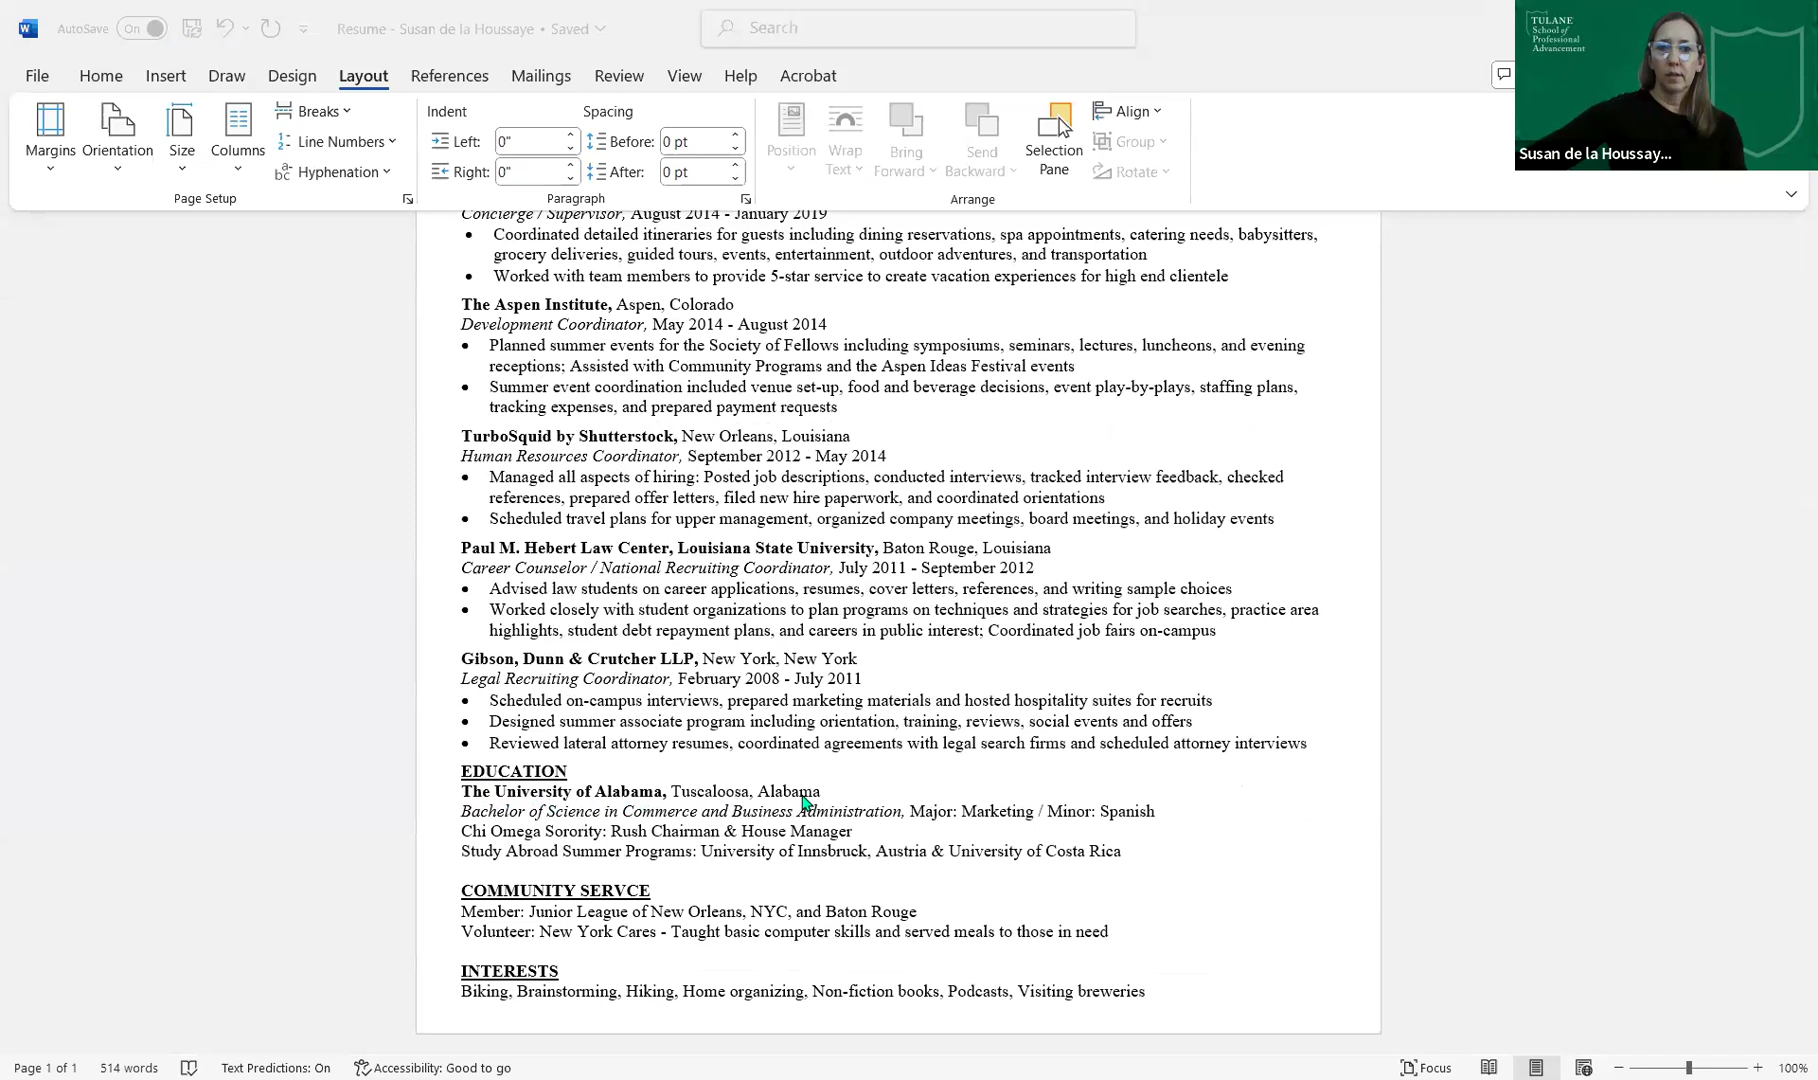 AutoSave On Resume - Susan de la Houssaye • Saved Search
TULANE
School of
Professional
Advancement
File Home Insert Draw Design Layout References Mailings Review View Help Acrobat
Margins Orientation Size Columns Breaks Line Numbers Hyphenation
Page Setup
Indent Spacing
Left: 0" Before: 0 pt
Right: 0" After: 0 pt
Paragraph
Position Wrap Text Bring Forward Send Backward Selection Pane Align Group Rotate
Arrange
Susan de la Houssay...
Concierge / Supervisor, August 2014 - January 2019
• Coordinated detailed itineraries for guests including dining reservations, spa appointments, catering needs, babysitters,
grocery deliveries, guided tours, events, entertainment, outdoor adventures, and transportation
• Worked with team members to provide 5-star service to create vacation experiences for high end clientele
The Aspen Institute, Aspen, Colorado
Development Coordinator, May 2014 - August 2014
• Planned summer events for the Society of Fellows including symposiums, seminars, lectures, luncheons, and evening
receptions; Assisted with Community Programs and the Aspen Ideas Festival events
• Summer event coordination included venue set-up, food and beverage decisions, event play-by-plays, staffing plans,
tracking expenses, and prepared payment requests
TurboSquid by Shutterstock, New Orleans, Louisiana
Human Resources Coordinator, September 2012 - May 2014
• Managed all aspects of hiring: Posted job descriptions, conducted interviews, tracked interview feedback, checked
references, prepared offer letters, filed new hire paperwork, and coordinated orientations
• Scheduled travel plans for upper management, organized company meetings, board meetings, and holiday events
Paul M. Hebert Law Center, Louisiana State University, Baton Rouge, Louisiana
Career Counselor / National Recruiting Coordinator, July 2011 - September 2012
• Advised law students on career applications, resumes, cover letters, references, and writing sample choices
• Worked closely with student organizations to plan programs on techniques and strategies for job searches, practice area
highlights, student debt repayment plans, and careers in public interest; Coordinated job fairs on-campus
Gibson, Dunn & Crutcher LLP, New York, New York
Legal Recruiting Coordinator, February 2008 - July 2011
• Scheduled on-campus interviews, prepared marketing materials and hosted hospitality suites for recruits
• Designed summer associate program including orientation, training, reviews, social events and offers
• Reviewed lateral attorney resumes, coordinated agreements with legal search firms and scheduled attorney interviews
EDUCATION
The University of Alabama, Tuscaloosa, Alabama
Bachelor of Science in Commerce and Business Administration, Major: Marketing / Minor: Spanish
Chi Omega Sorority: Rush Chairman & House Manager
Study Abroad Summer Programs: University of Innsbruck, Austria & University of Costa Rica
COMMUNITY SERVCE
Member: Junior League of New Orleans, NYC, and Baton Rouge
Volunteer: New York Cares - Taught basic computer skills and served meals to those in need
INTERESTS
Biking, Brainstorming, Hiking, Home organizing, Non-fiction books, Podcasts, Visiting breweries
Page 1 of 1 514 words Text Predictions: On Accessibility: Good to go Focus 100%